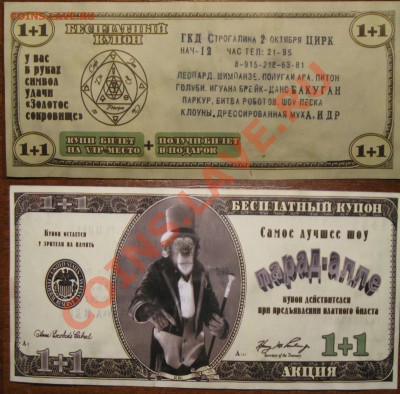 1+1 БЕСПЛАТНЫЙ КУПОН 1+1
у вас
в руках
символ
удачи
«Золотое
сокровище»
ГКД СТРОГАЛИНА 2 ОКТЯБРЯ ЦИРК
НАЧ-12 ЧАС ТЕЛ: 21-95
8-915-212-63-81
ЛЕОПАРД, ШИМПАНЗЕ, ПОПУГАИ АРА, ПИТОН
ГОЛУБИ, ИГУАНА БРЕЙК-ДАНС БАКУГАН
ПАРКУР, БИТВА РОБОТОВ, ШОУ ПЕСКА
КЛОУНЫ, ДРЕССИРОВАННАЯ МУХА, И ДР
1+1 КУПИ БИЛЕТ НА УДР-МЕСТО + ПОЛУЧИ БИЛЕТ В ПОДАРОК 1+1
COINS.LAVE.RU
1+1 БЕСПЛАТНЫЙ КУПОН
Купон остается
у зрителя на память
Самое лучшее шоу
ПАРАД-АЛЛЕ
купон действителен
при предъявлении платного билета
1+1 АКЦИЯ 1+1